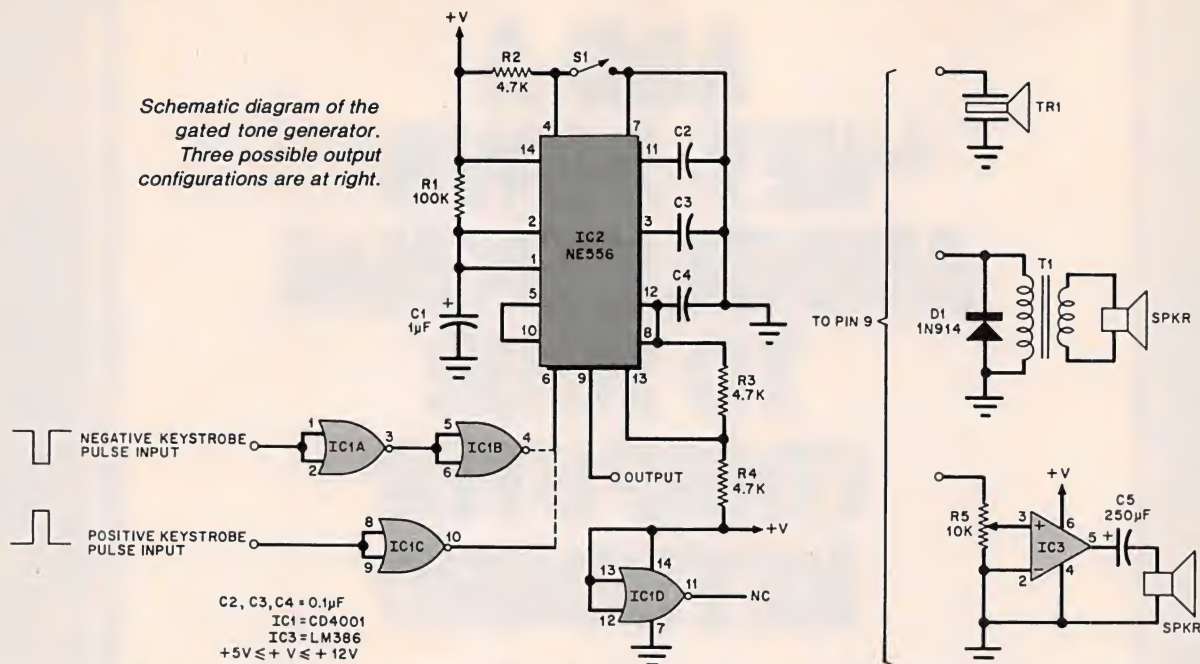 Schematic diagram of the
gated tone generator.
Three possible output
configurations are at right.
+V
R2
4.7K
S1
4
7
14
11
C2
R1
100K
2
3
C3
IC2
NE556
1
C4
5
12
C1
+
1µF
10
8
6
9
13
R3
4.7K
NEGATIVE KEYSTROBE
PULSE INPUT
1
2
IC1A
3
5
6
IC1B
4
OUTPUT
R4
4.7K
POSITIVE KEYSTROBE
PULSE INPUT
8
9
IC1C
10
+V
13
14
12
IC1D
11
NC
7
C2, C3, C4 = 0.1µF
IC1 = CD4001
IC3 = LM386
+5V ≤ + V ≤ + 12V
TO PIN 9
TR1
T1
D1
1N914
SPKR
+V
C5
250µF
R5
10K
3
+
6
5
+
IC3
2
−
4
SPKR